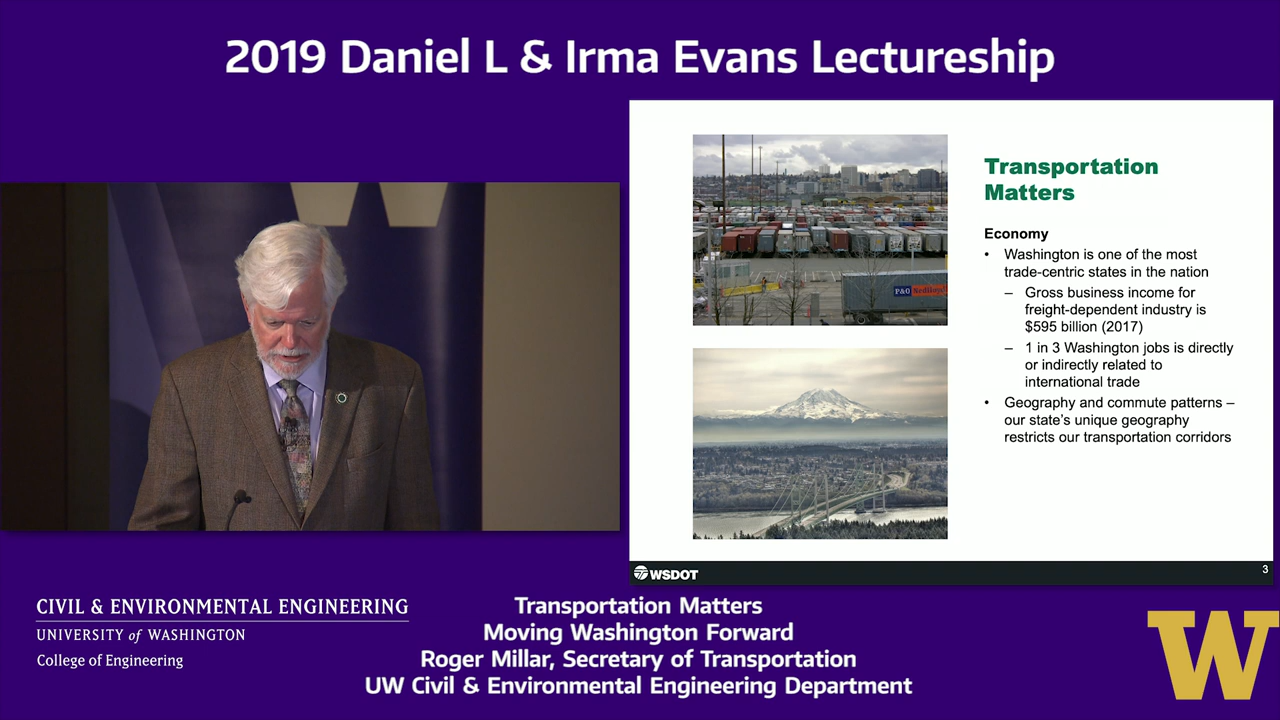 2019 Daniel L & Irma Evans Lectureship
P&O Nedlloyd
Transportation
Matters
Economy
• Washington is one of the most
trade-centric states in the nation
– Gross business income for
freight-dependent industry is
$595 billion (2017)
– 1 in 3 Washington jobs is directly
or indirectly related to
international trade
• Geography and commute patterns –
our state's unique geography
restricts our transportation corridors
WSDOT
3
CIVIL & ENVIRONMENTAL ENGINEERING
UNIVERSITY of WASHINGTON
College of Engineering
Transportation Matters
Moving Washington Forward
Roger Millar, Secretary of Transportation
UW Civil & Environmental Engineering Department
W